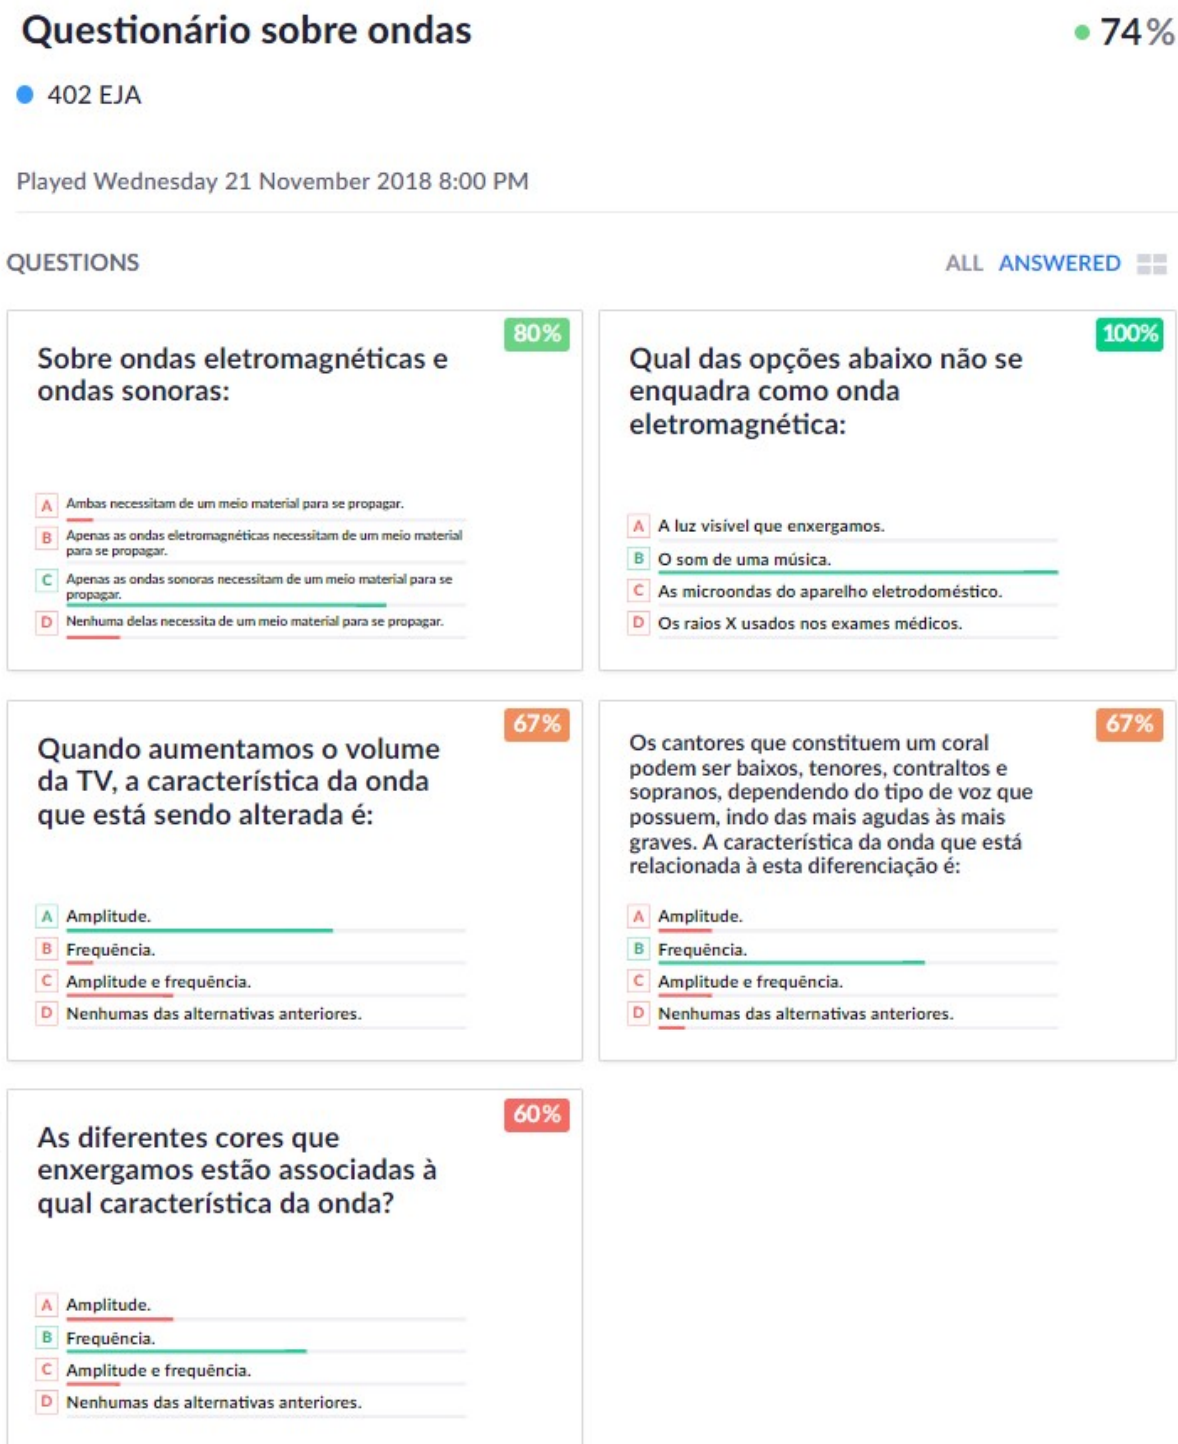 Questionário sobre ondas
74%
402 EJA
Played Wednesday 21 November 2018 8:00 PM
QUESTIONS
ALL ANSWERED
80%
Sobre ondas eletromagnéticas e
ondas sonoras:
A Ambas necessitam de um meio material para se propagar.
B Apenas as ondas eletromagnéticas necessitam de um meio material
para se propagar.
C Apenas as ondas sonoras necessitam de um meio material para se
propagar.
D Nenhuma delas necessita de um meio material para se propagar.
100%
Qual das opções abaixo não se
enquadra como onda
eletromagnética:
A A luz visível que enxergamos.
B O som de uma música.
C As microondas do aparelho eletrodoméstico.
D Os raios X usados nos exames médicos.
67%
Quando aumentamos o volume
da TV, a característica da onda
que está sendo alterada é:
A Amplitude.
B Frequência.
C Amplitude e frequência.
D Nenhumas das alternativas anteriores.
67%
Os cantores que constituem um coral
podem ser baixos, tenores, contraltos e
sopranos, dependendo do tipo de voz que
possuem, indo das mais agudas às mais
graves. A característica da onda que está
relacionada à esta diferenciação é:
A Amplitude.
B Frequência.
C Amplitude e frequência.
D Nenhumas das alternativas anteriores.
60%
As diferentes cores que
enxergamos estão associadas à
qual característica da onda?
A Amplitude.
B Frequência.
C Amplitude e frequência.
D Nenhumas das alternativas anteriores.